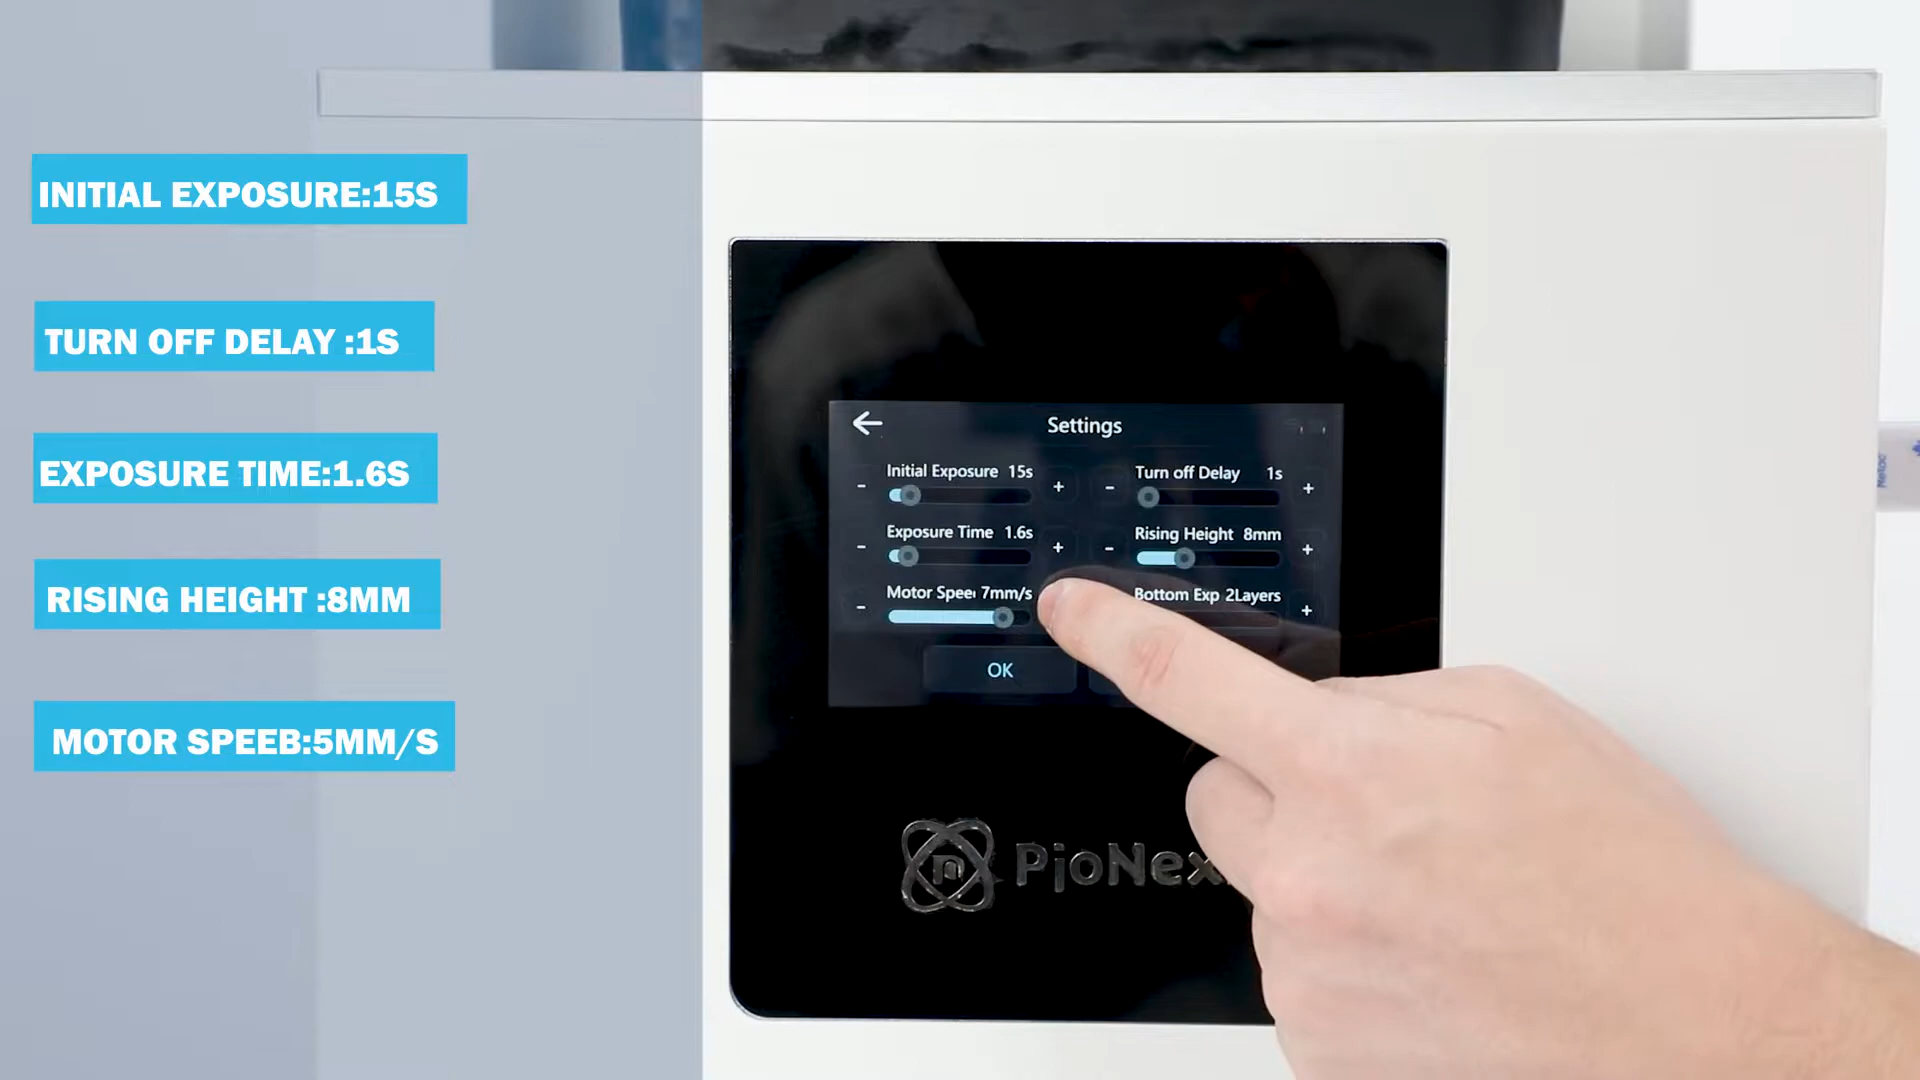 INITIAL EXPOSURE:15S
TURN OFF DELAY :1S
EXPOSURE TIME:1.6S
RISING HEIGHT :8MM
MOTOR SPEEB:5MM/S
Settings
Initial Exposure 15s
- +
Turn off Delay 1s
- +
Exposure Time 1.6s
- +
Rising Height 8mm
- +
Motor Spee 7mm/s
-
Bottom Exp 2Layers
+
OK
n PioNex